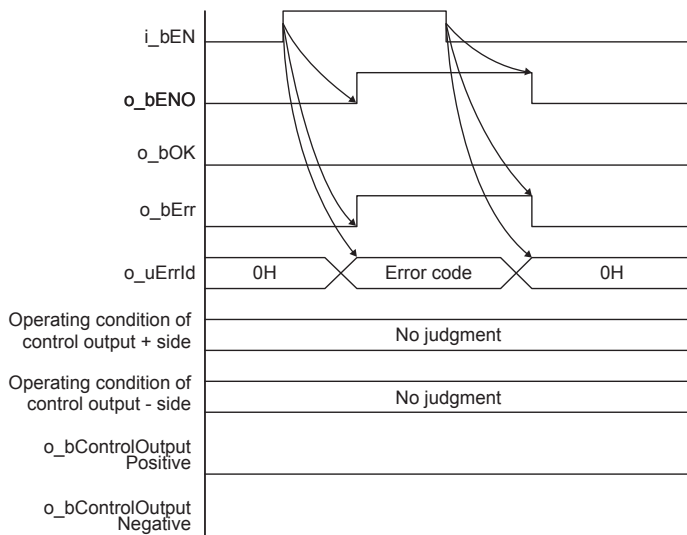 i_bEN
o_bENO
o_bOK
o_bErr
o_uErrId
0H
Error code
0H
Operating condition of
control output + side
No judgment
Operating condition of
control output - side
No judgment
o_bControlOutput
Positive
o_bControlOutput
Negative